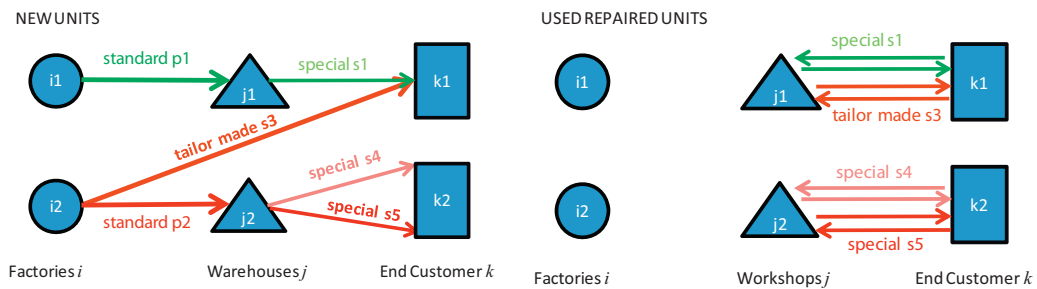 NEW UNITS
standard p1
special s1
i1
j1
k1
tailor made s3
special s4
i2
j2
k2
standard p2
special s5
Factories i
Warehouses j
End Customer k
USED REPAIRED UNITS
special s1
i1
j1
k1
tailor made s3
special s4
i2
j2
k2
special s5
Factories i
Workshops j
End Customer k